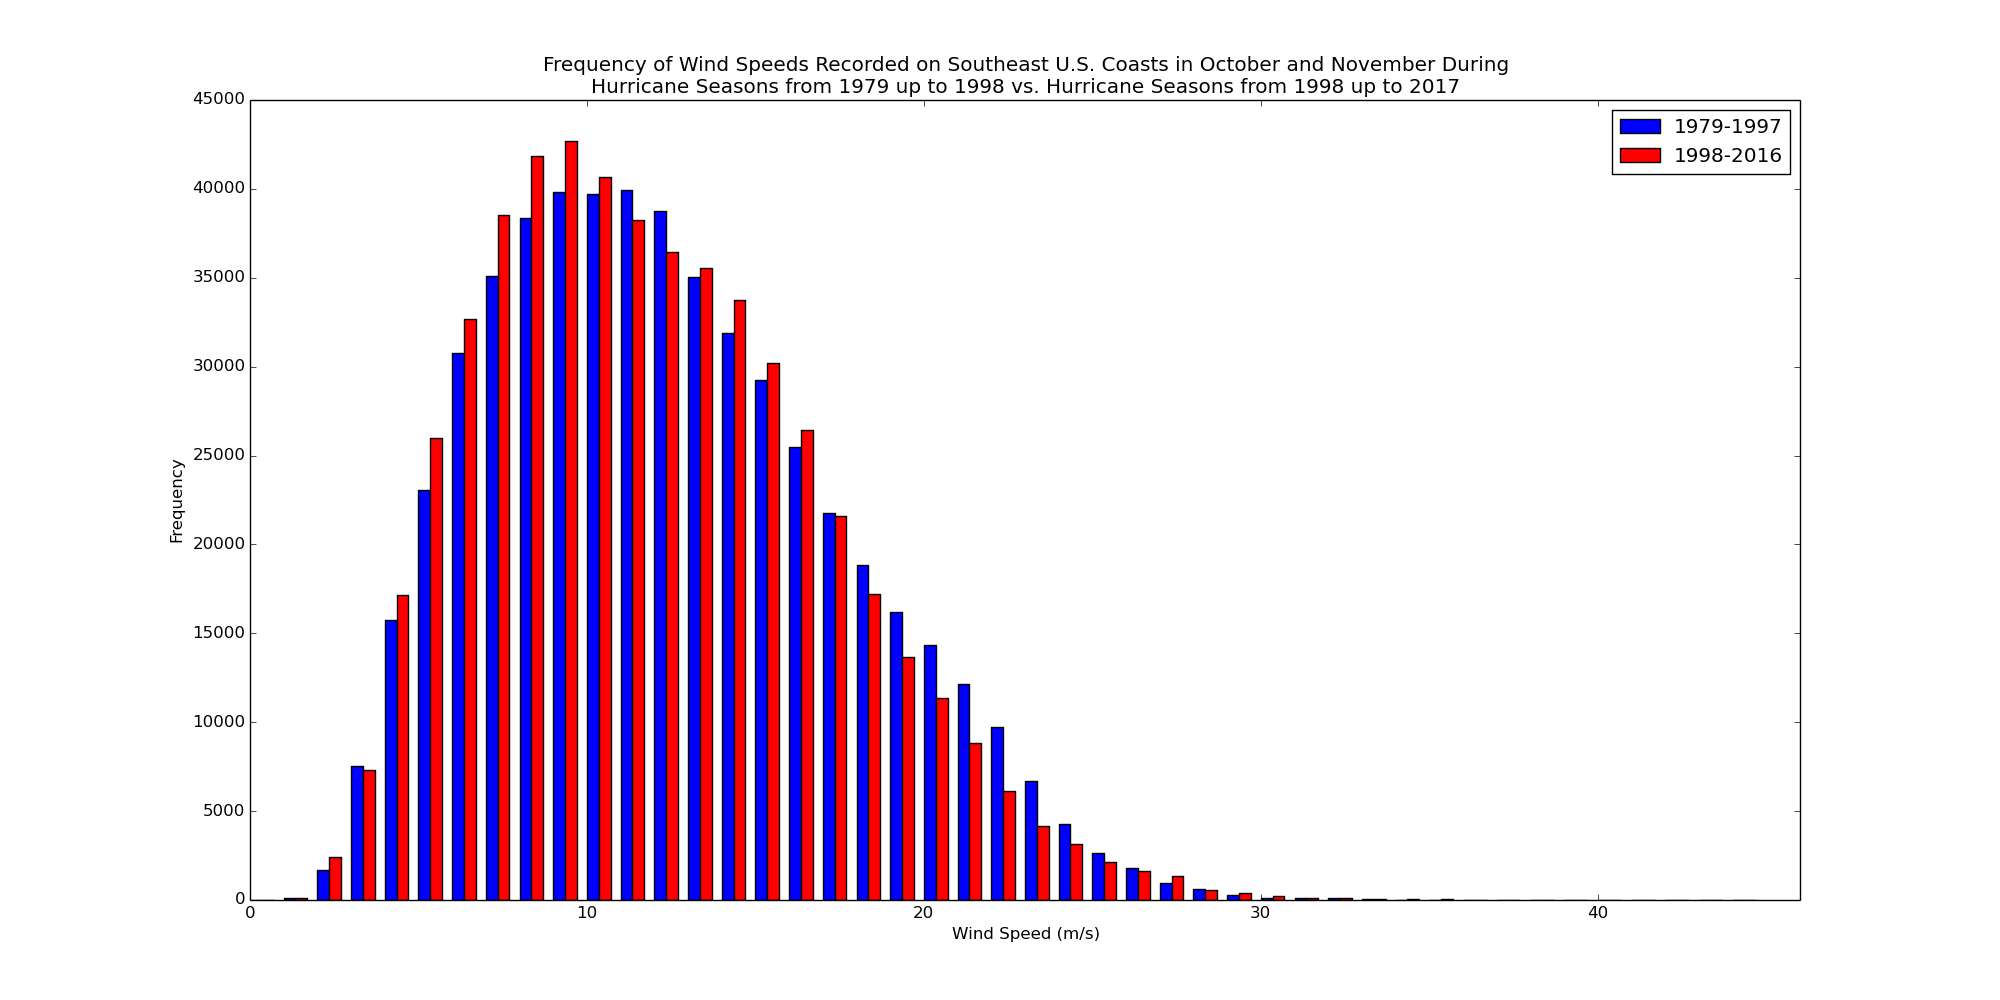 Frequency of Wind Speeds Recorded on Southeast U.S. Coasts in October and November During
Hurricane Seasons from 1979 up to 1998 vs. Hurricane Seasons from 1998 up to 2017
1979-1997
1998-2016
45000
40000
35000
30000
25000
20000
15000
10000
5000
0
Frequency
0 10 20 30 40
Wind Speed (m/s)